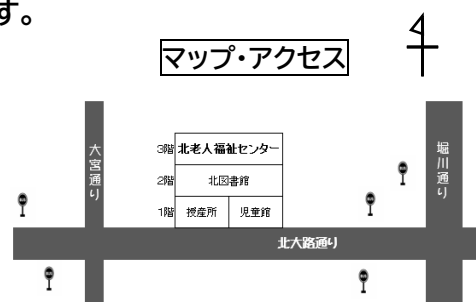 す。
マップ・アクセス
大宮通り
3階 北老人福祉センター
2階 北図書館
1階 授産所 児童館
堀川通り
北大路通り